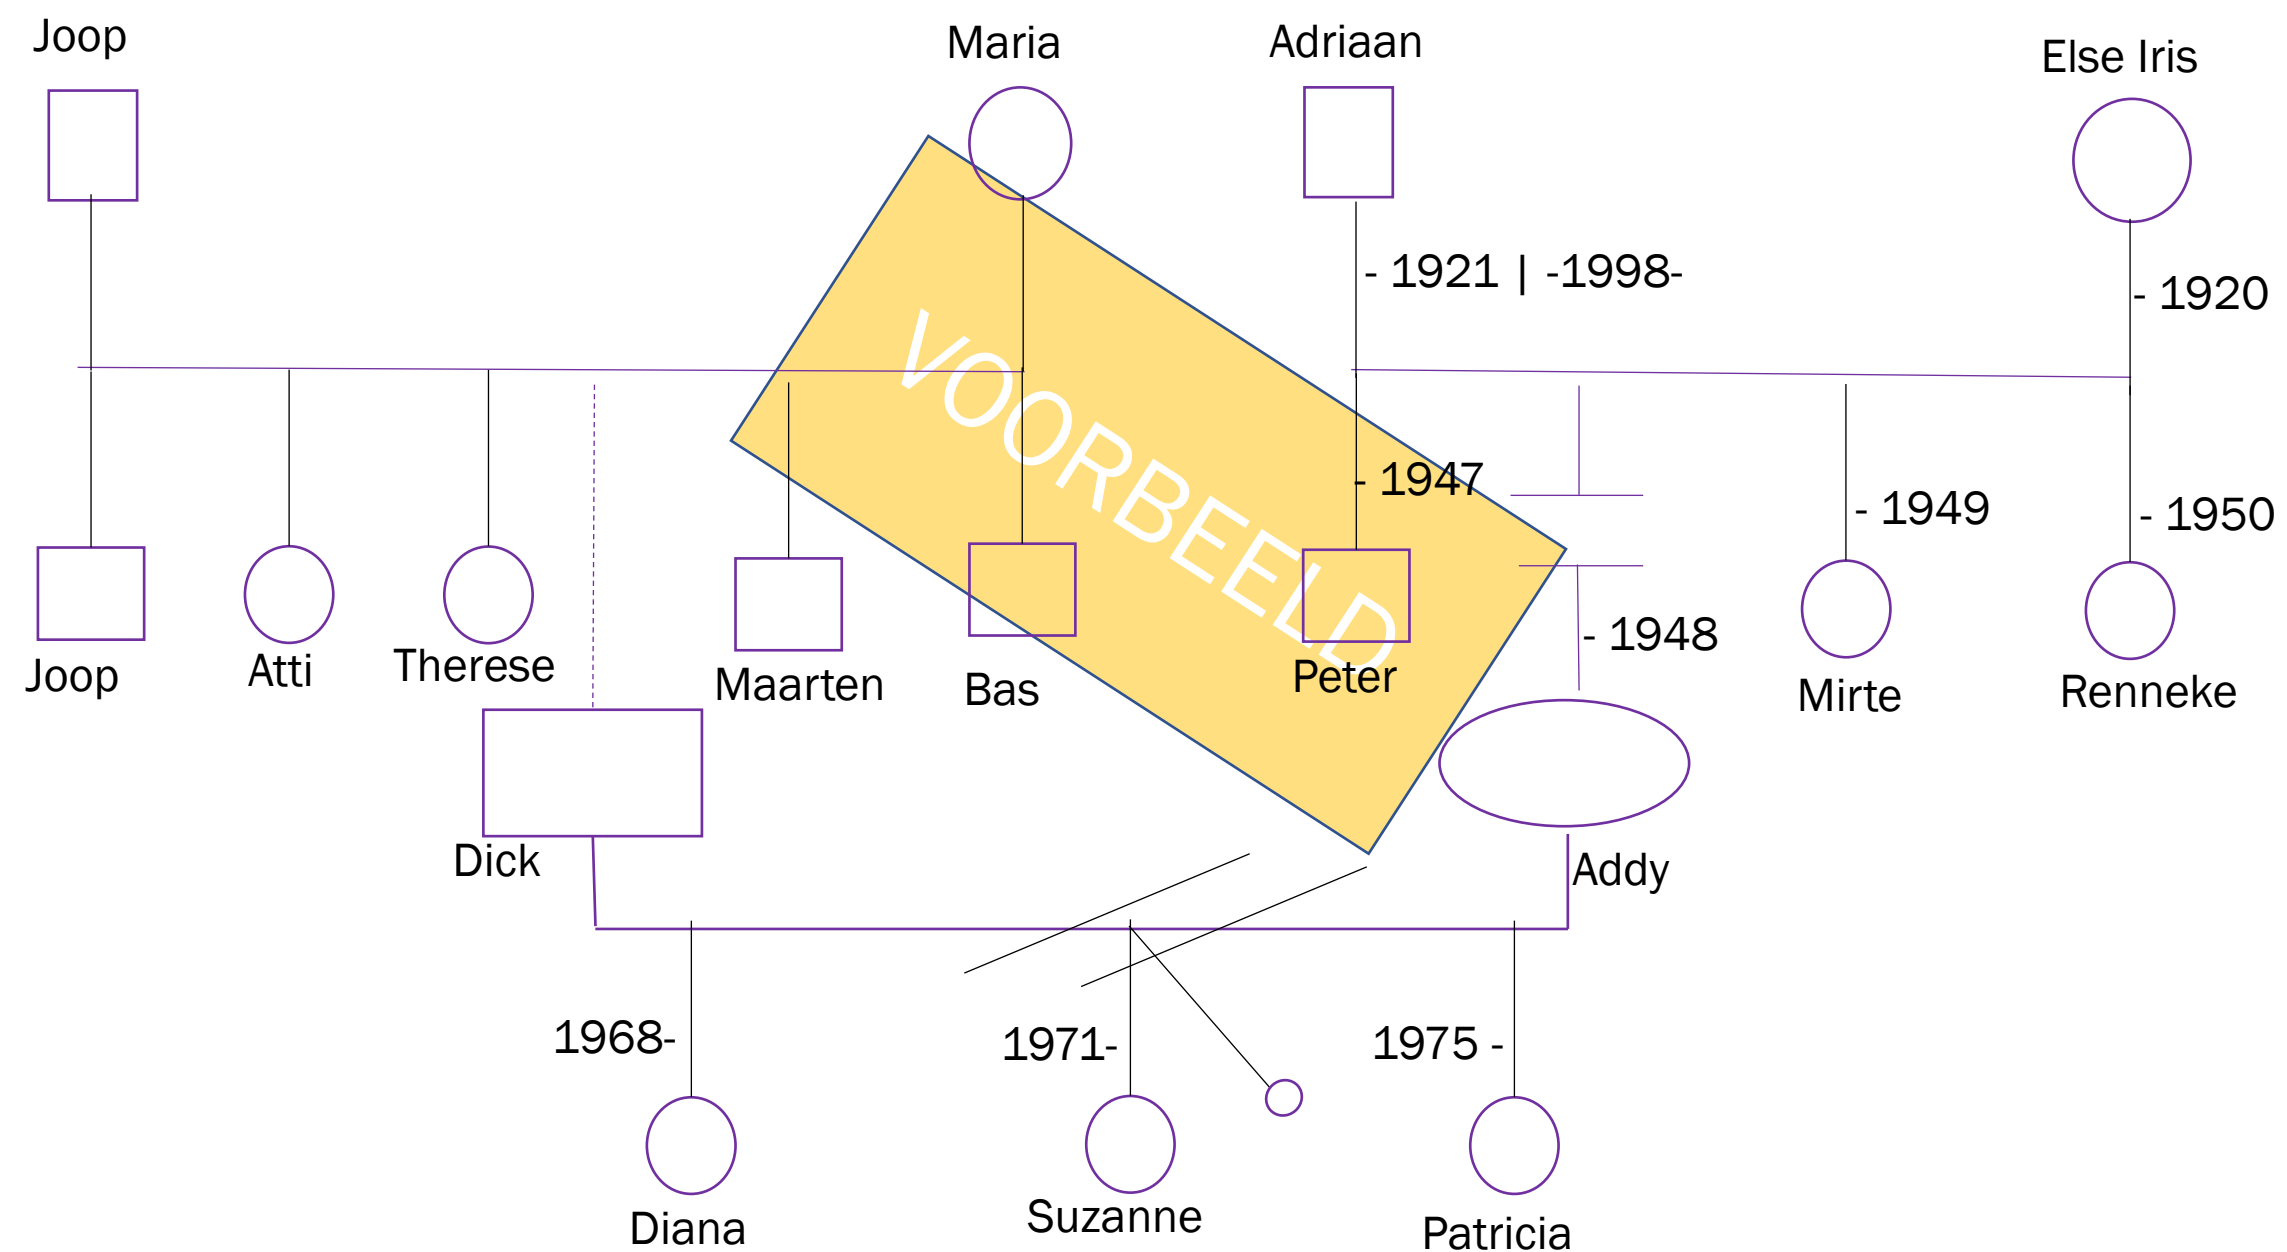 Joop
Maria
Adriaan
Else Iris
- 1921 | -1998-
- 1920
VOORBEELD
- 1947
- 1949
- 1950
- 1948
Joop
Atti
Therese
Maarten
Bas
Peter
Mirte
Renneke
Dick
Addy
1968-
1971-
1975 -
Diana
Suzanne
Patricia